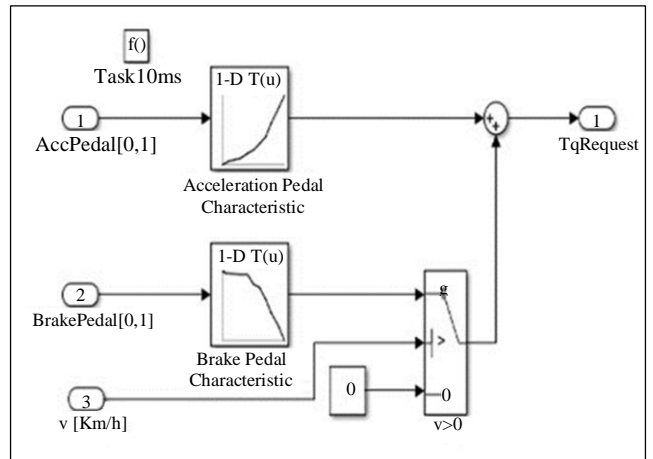 f()
Task10ms
1-D T(u)
1
AccPedal[0,1]
Acceleration Pedal
Characteristic
+
+
1
TqRequest
1-D T(u)
2
BrakePedal[0,1]
Brake Pedal
Characteristic
>
3
v [Km/h]
0
0
v>0